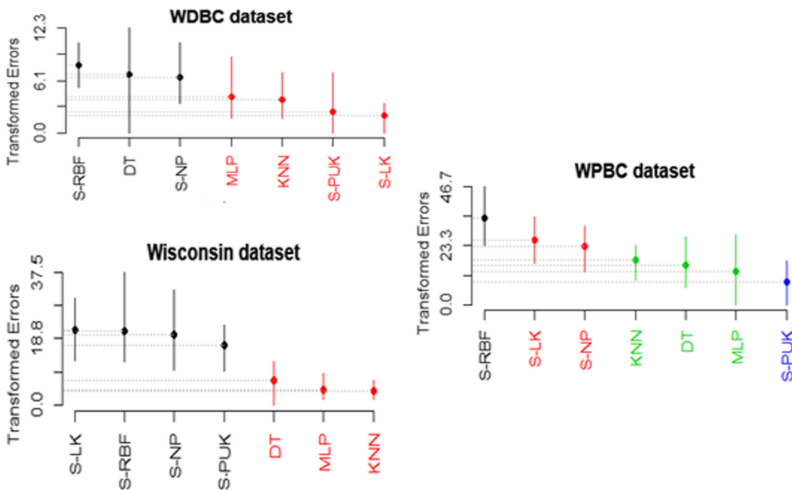 WDBC dataset
Transformed Errors
12.3
6.1
0.0
S-RBF
DT
S-NP
MLP
KNN
S-PUK
S-LK
Wisconsin dataset
Transformed Errors
37.5
18.8
0.0
S-LK
S-RBF
S-NP
S-PUK
DT
MLP
KNN
WPBC dataset
Transformed Errors
46.7
23.3
0.0
S-RBF
S-LK
S-NP
KNN
DT
MLP
S-PUK